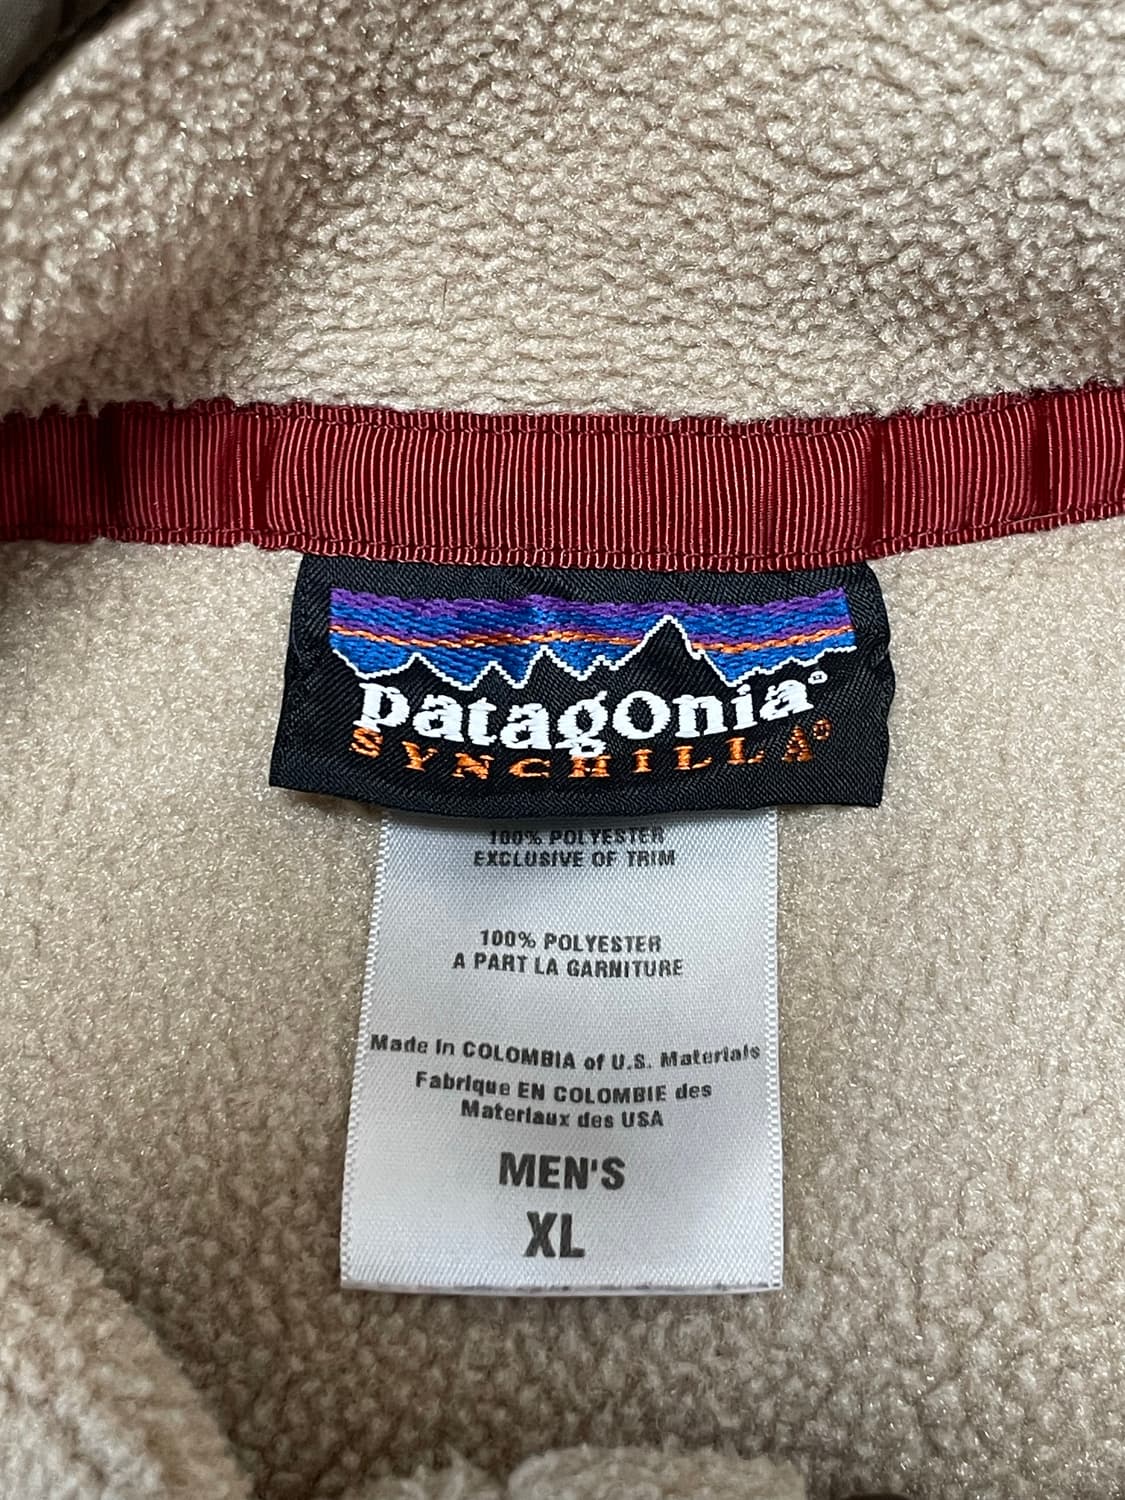 patagonia®
SYNCHILLA®
100% POLYESTER
EXCLUSIVE OF TRIM
100% POLYESTER
A PART LA GARNITURE
Made in COLOMBIA of U.S. Materials
Fabrique EN COLOMBIE des
Materiaux des USA
MEN'S
XL